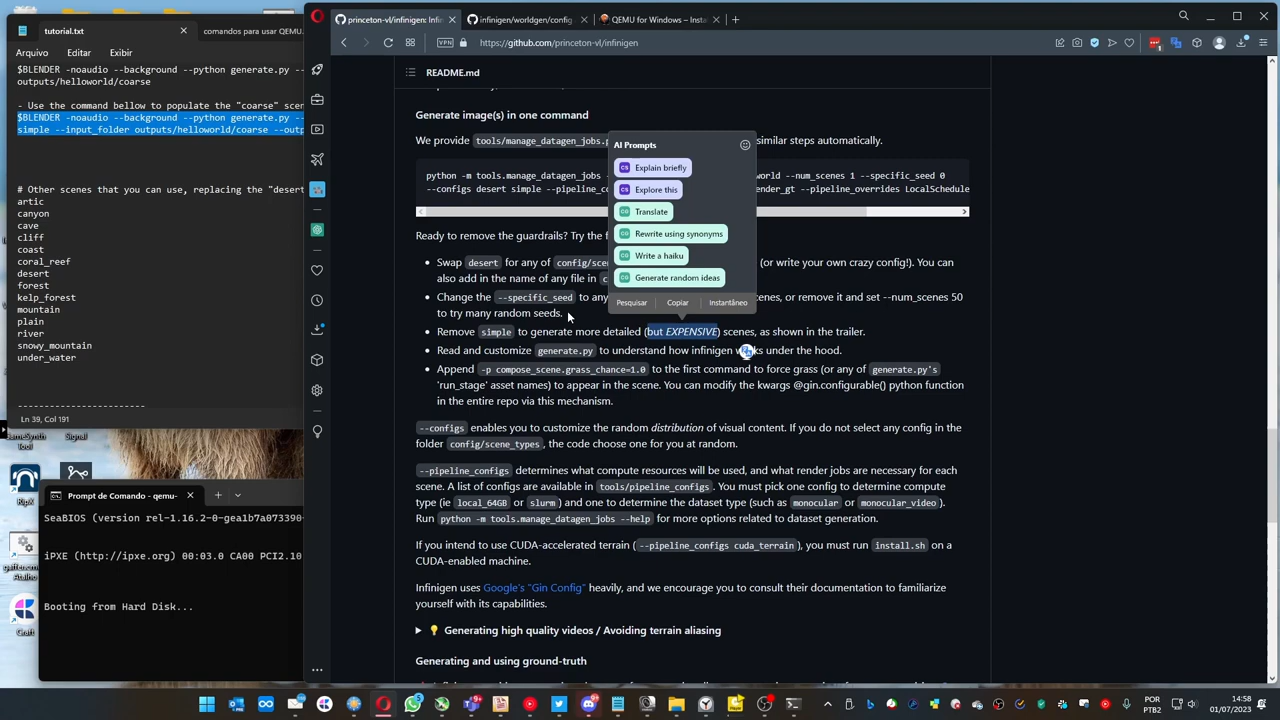 tutorial.txt
comandos para usar QEMU.
Arquivo
Editar
Exibir
$BLENDER -noaudio --background --python generate.py --
outputs/helloworld/coarse
- Use the command bellow to populate the "coarse" scen
$BLENDER -noaudio --background --python generate.py --
simple --input_folder outputs/helloworld/coarse --outp
# Other scenes that you can use, replacing the "desert
artic
canyon
cave
cliff
coast
coral_reef
desert
forest
kelp_forest
mountain
plain
river
snowy_mountain
under_water
------------------------
Ln 39, Col 191
GameSynth
Tool
Signal
RipX
Atalho
Craft
Prompt de Comando - qemu-
SeaBIOS (version rel-1.16.2-0-gea1b7a073390-
iPXE (http://ipxe.org) 00:03.0 CA00 PCI2.10
Booting from Hard Disk...
princeton-vl/infinigen: Infin
infinigen/worldgen/config
QEMU for Windows – Insta
VPN
https://github.com/princeton-vl/infinigen
README.md
Generate image(s) in one command
We provide tools/manage_datagen_jobs.p
similar steps automatically.
python -m tools.manage_datagen_jobs
world --num_scenes 1 --specific_seed 0
--configs desert simple --pipeline_co
nder_gt --pipeline_overrides LocalSchedule
Ready to remove the guardrails? Try the f
Swap desert for any of config/sce
(or write your own crazy config!). You can
also add in the name of any file in c
Change the --specific_seed to any
enes, or remove it and set --num_scenes 50
to try many random seeds.
Remove simple to generate more detailed (but EXPENSIVE) scenes, as shown in the trailer.
Read and customize generate.py to understand how infinigen works under the hood.
Append -p compose_scene.grass_chance=1.0 to the first command to force grass (or any of generate.py's
'run_stage' asset names) to appear in the scene. You can modify the kwargs @gin.configurable() python function
in the entire repo via this mechanism.
--configs enables you to customize the random distribution of visual content. If you do not select any config in the
folder config/scene_types, the code choose one for you at random.
--pipeline_configs determines what compute resources will be used, and what render jobs are necessary for each
scene. A list of configs are available in tools/pipeline_configs. You must pick one config to determine compute
type (ie local_64GB or slurm) and one to determine the dataset type (such as monocular or monocular_video).
Run python -m tools.manage_datagen_jobs --help for more options related to dataset generation.
If you intend to use CUDA-accelerated terrain (--pipeline_configs cuda_terrain), you must run install.sh on a
CUDA-enabled machine.
Infinigen uses Google's "Gin Config" heavily, and we encourage you to consult their documentation to familiarize
yourself with its capabilities.
Generating high quality videos / Avoiding terrain aliasing
Generating and using ground-truth
AI Prompts
CS Explain briefly
CS Explore this
CG Translate
CG Rewrite using synonyms
CG Write a haiku
CG Generate random ideas
Pesquisar
Copiar
Instantâneo
POR
PTB2
14:58
01/07/2023